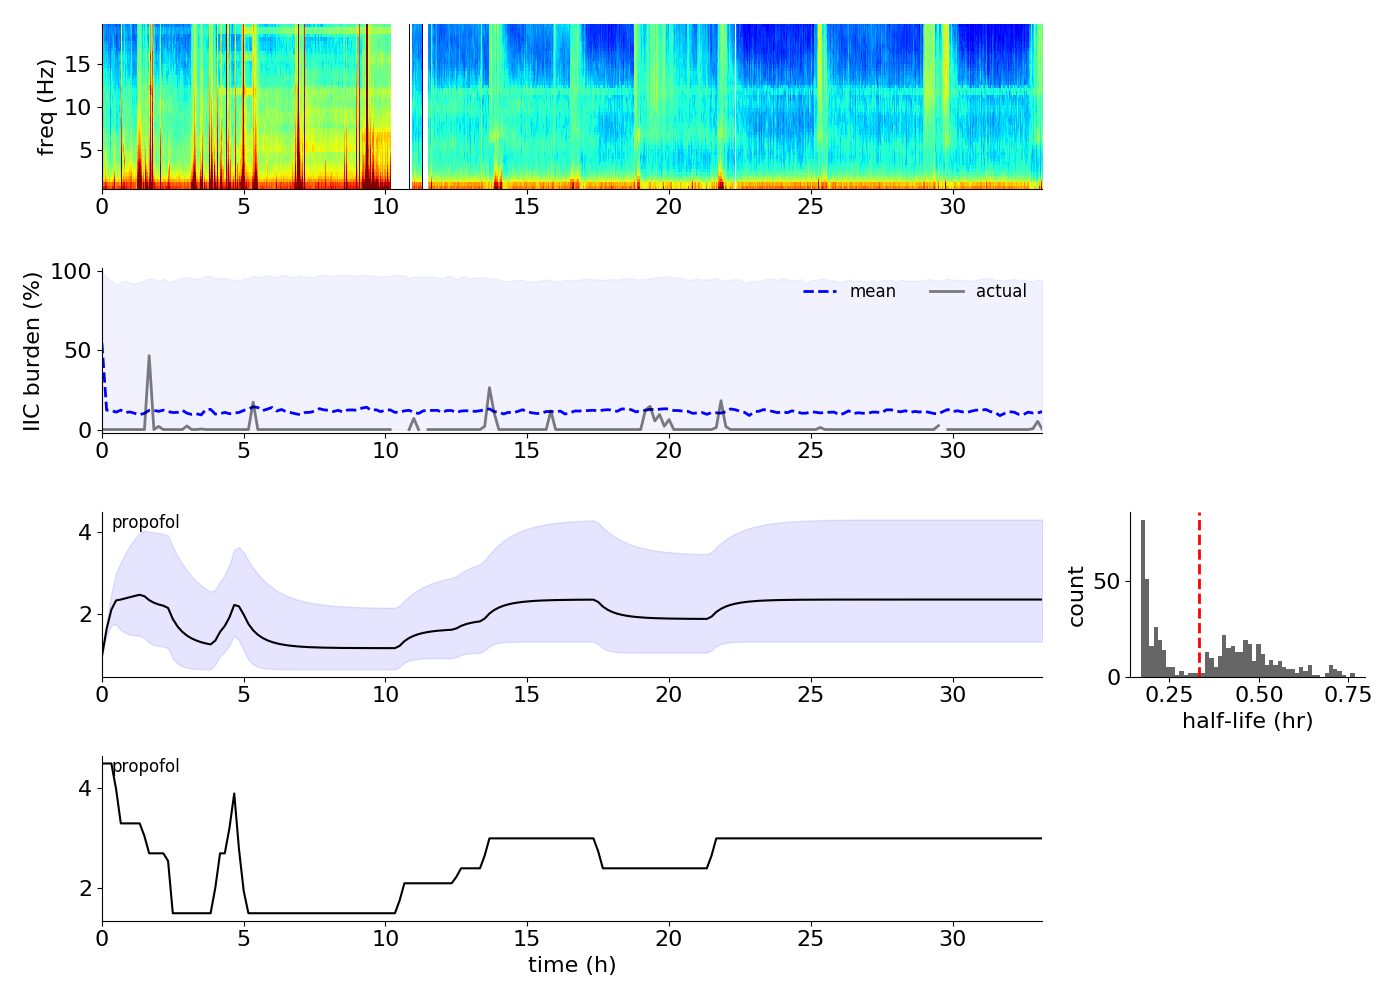 freq (Hz)
15
10
5
0 5 10 15 20 25 30
IIC burden (%)
100
50
0
mean actual
0 5 10 15 20 25 30
propofol
4
2
0 5 10 15 20 25 30
count
50
0
0.25 0.50 0.75
half-life (hr)
propofol
4
2
0 5 10 15 20 25 30
time (h)